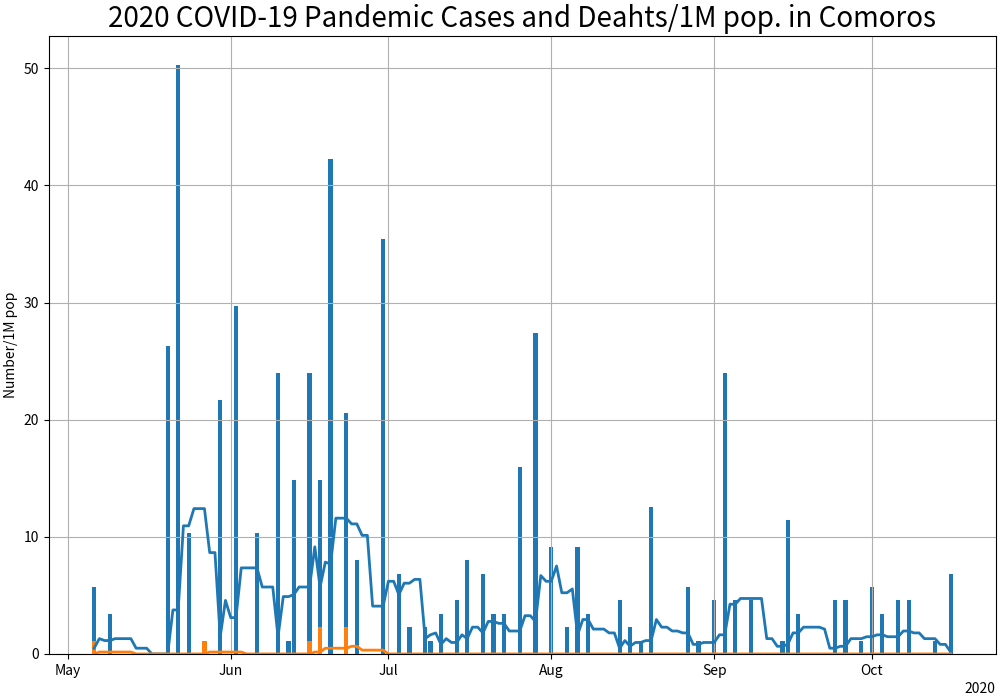 2020 COVID-19 Pandemic Cases and Deahts/1M pop. in Comoros
Number/1M pop
50
40
30
20
10
0
May
Jun
Jul
Aug
Sep
Oct
2020